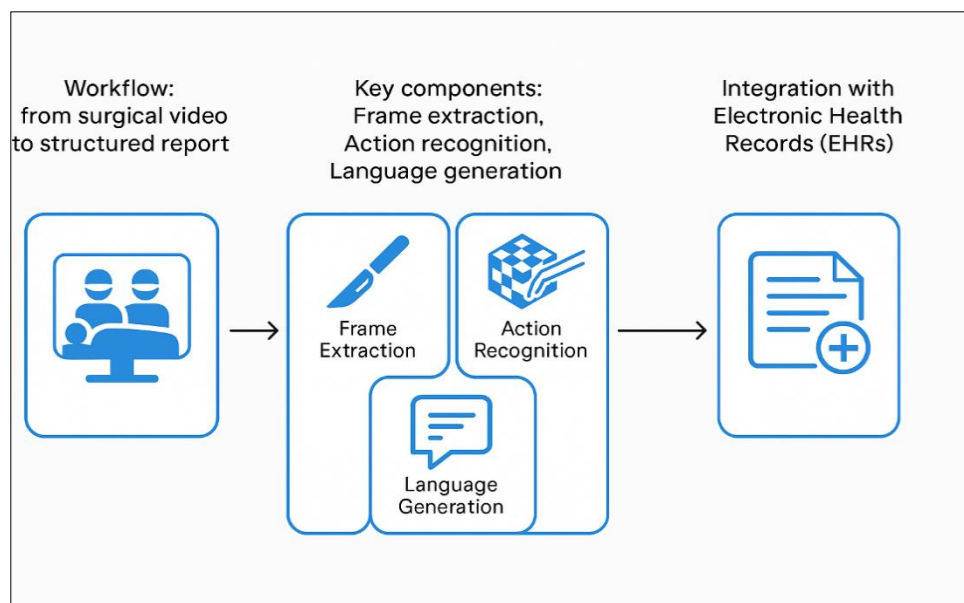 Workflow:
from surgical video
to structured report
Key components:
Frame extraction,
Action recognition,
Language generation
Integration with
Electronic Health
Records (EHRs)
Frame
Extraction
Action
Recognition
Language
Generation